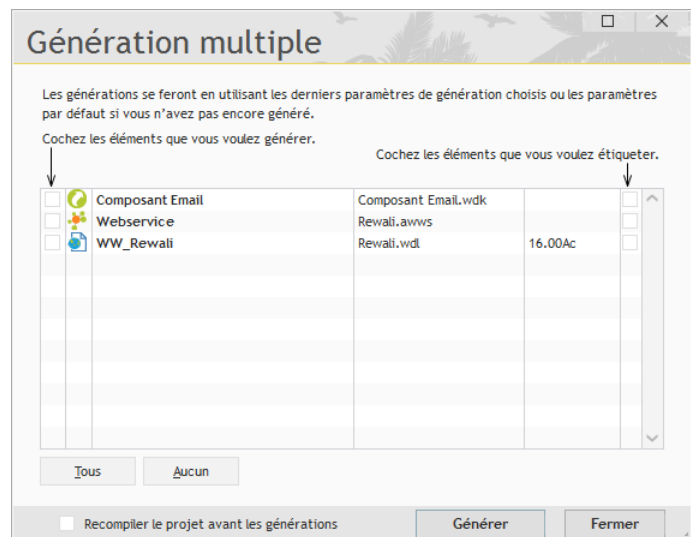 Génération multiple
Les générations se feront en utilisant les derniers paramètres de génération choisis ou les paramètres
par défaut si vous n'avez pas encore généré.
Cochez les éléments que vous voulez générer.
Cochez les éléments que vous voulez étiqueter.
Composant Email Composant Email.wdk
Webservice Rewali.awws
WW_Rewali Rewali.wdl 16.00Ac
Tous Aucun
Recompiler le projet avant les générations Générer Fermer